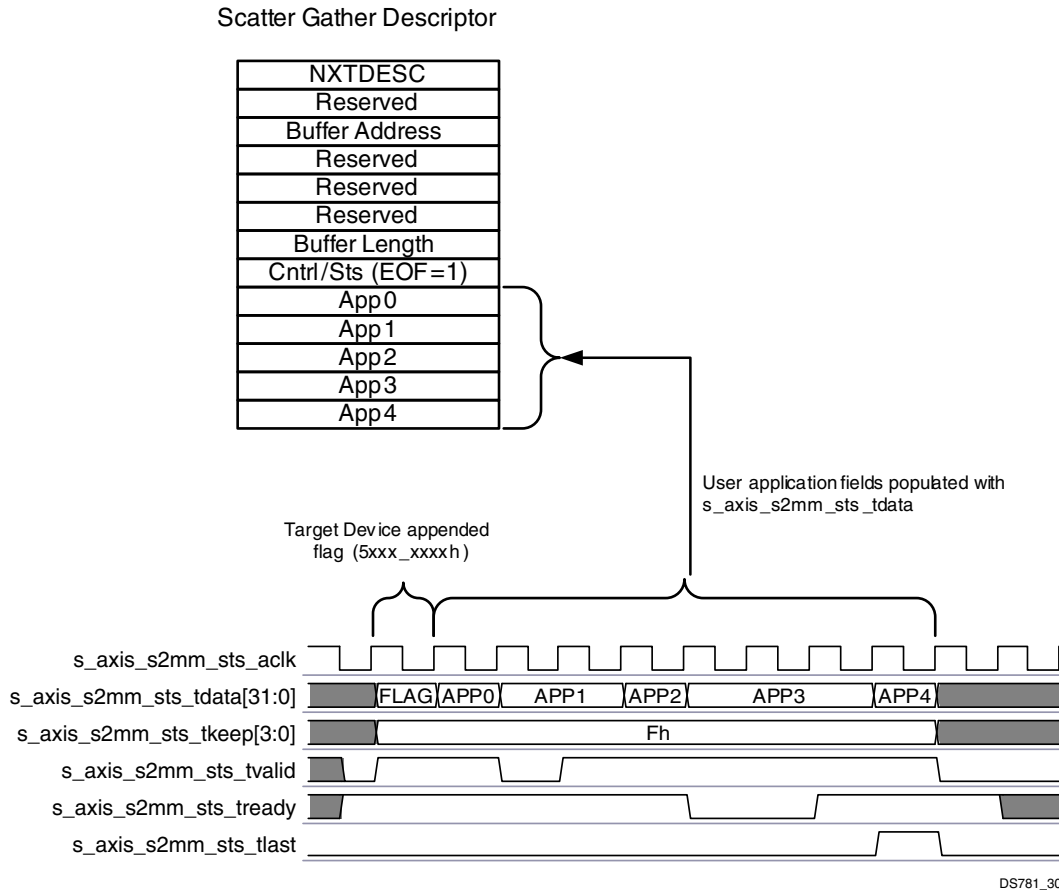 Scatter Gather Descriptor
NXTDESC
Reserved
Buffer Address
Reserved
Reserved
Reserved
Buffer Length
Cntrl/Sts (EOF=1)
App0
App1
App2
App3
App4
User application fields populated with
s_axis_s2mm_sts_tdata
Target Device appended
flag (5xxx_xxxxh)
s_axis_s2mm_sts_aclk
s_axis_s2mm_sts_tdata[31:0] FLAG APP0 APP1 APP2 APP3 APP4
s_axis_s2mm_sts_tkeep[3:0] Fh
s_axis_s2mm_sts_tvalid
s_axis_s2mm_sts_tready
s_axis_s2mm_sts_tlast
DS781_30